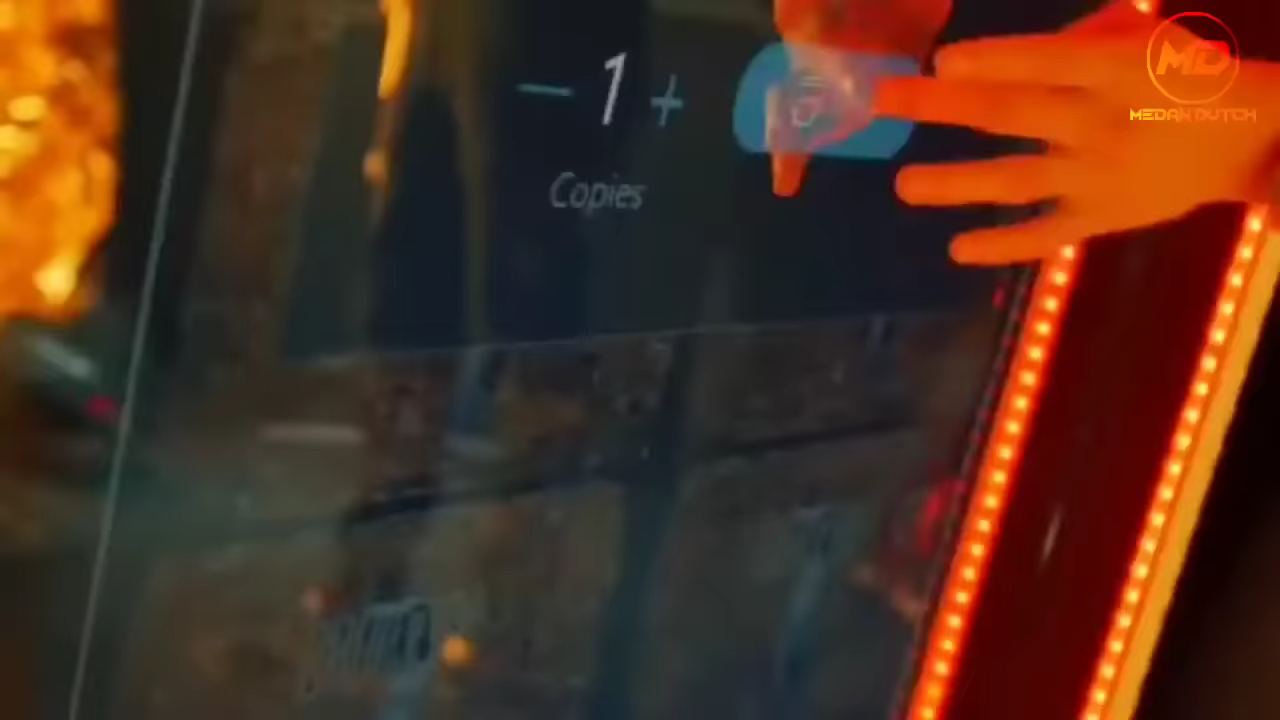 MD
MEDAN DUTCH
— 1 +
Copies